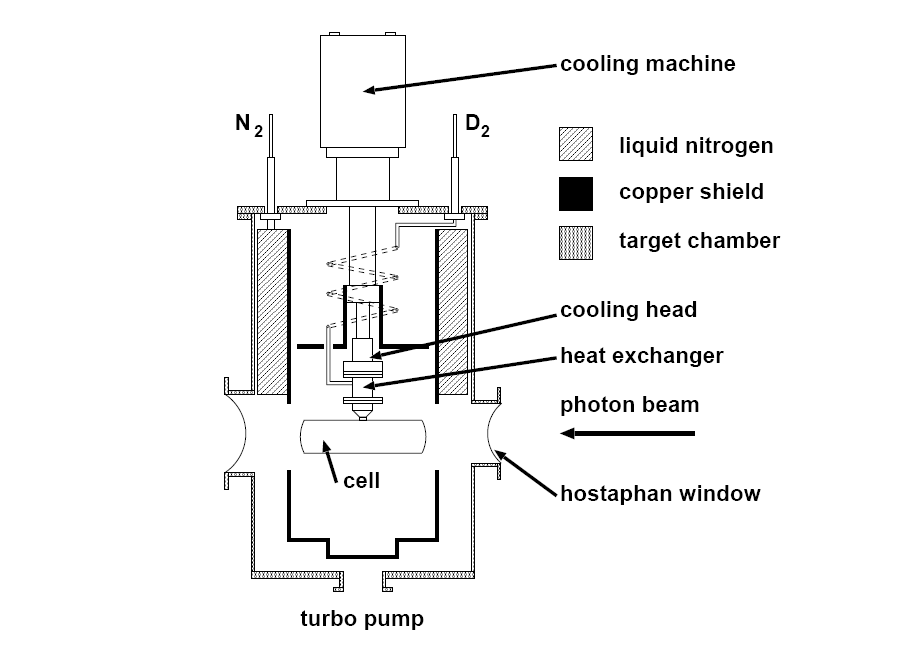 cooling machine
N2
D2
liquid nitrogen
copper shield
target chamber
cooling head
heat exchanger
photon beam
cell
hostaphan window
turbo pump